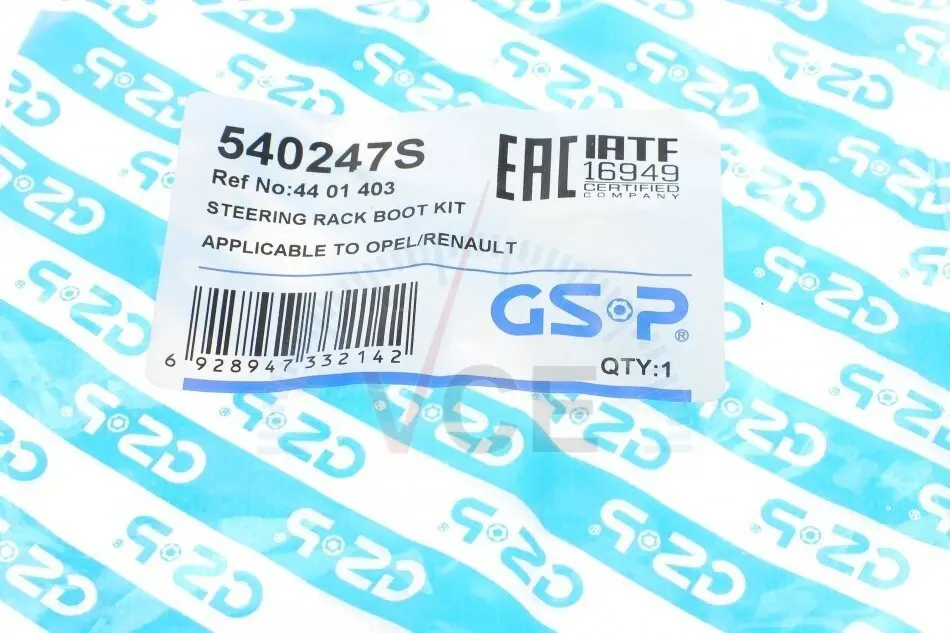 540247S
Ref No:44 01 403
STEERING RACK BOOT KIT
APPLICABLE TO OPEL/RENAULT
EAC
IATF
16949
CERTIFIED
COMPANY
GSP®
6 928947 332142
QTY:1
VCE